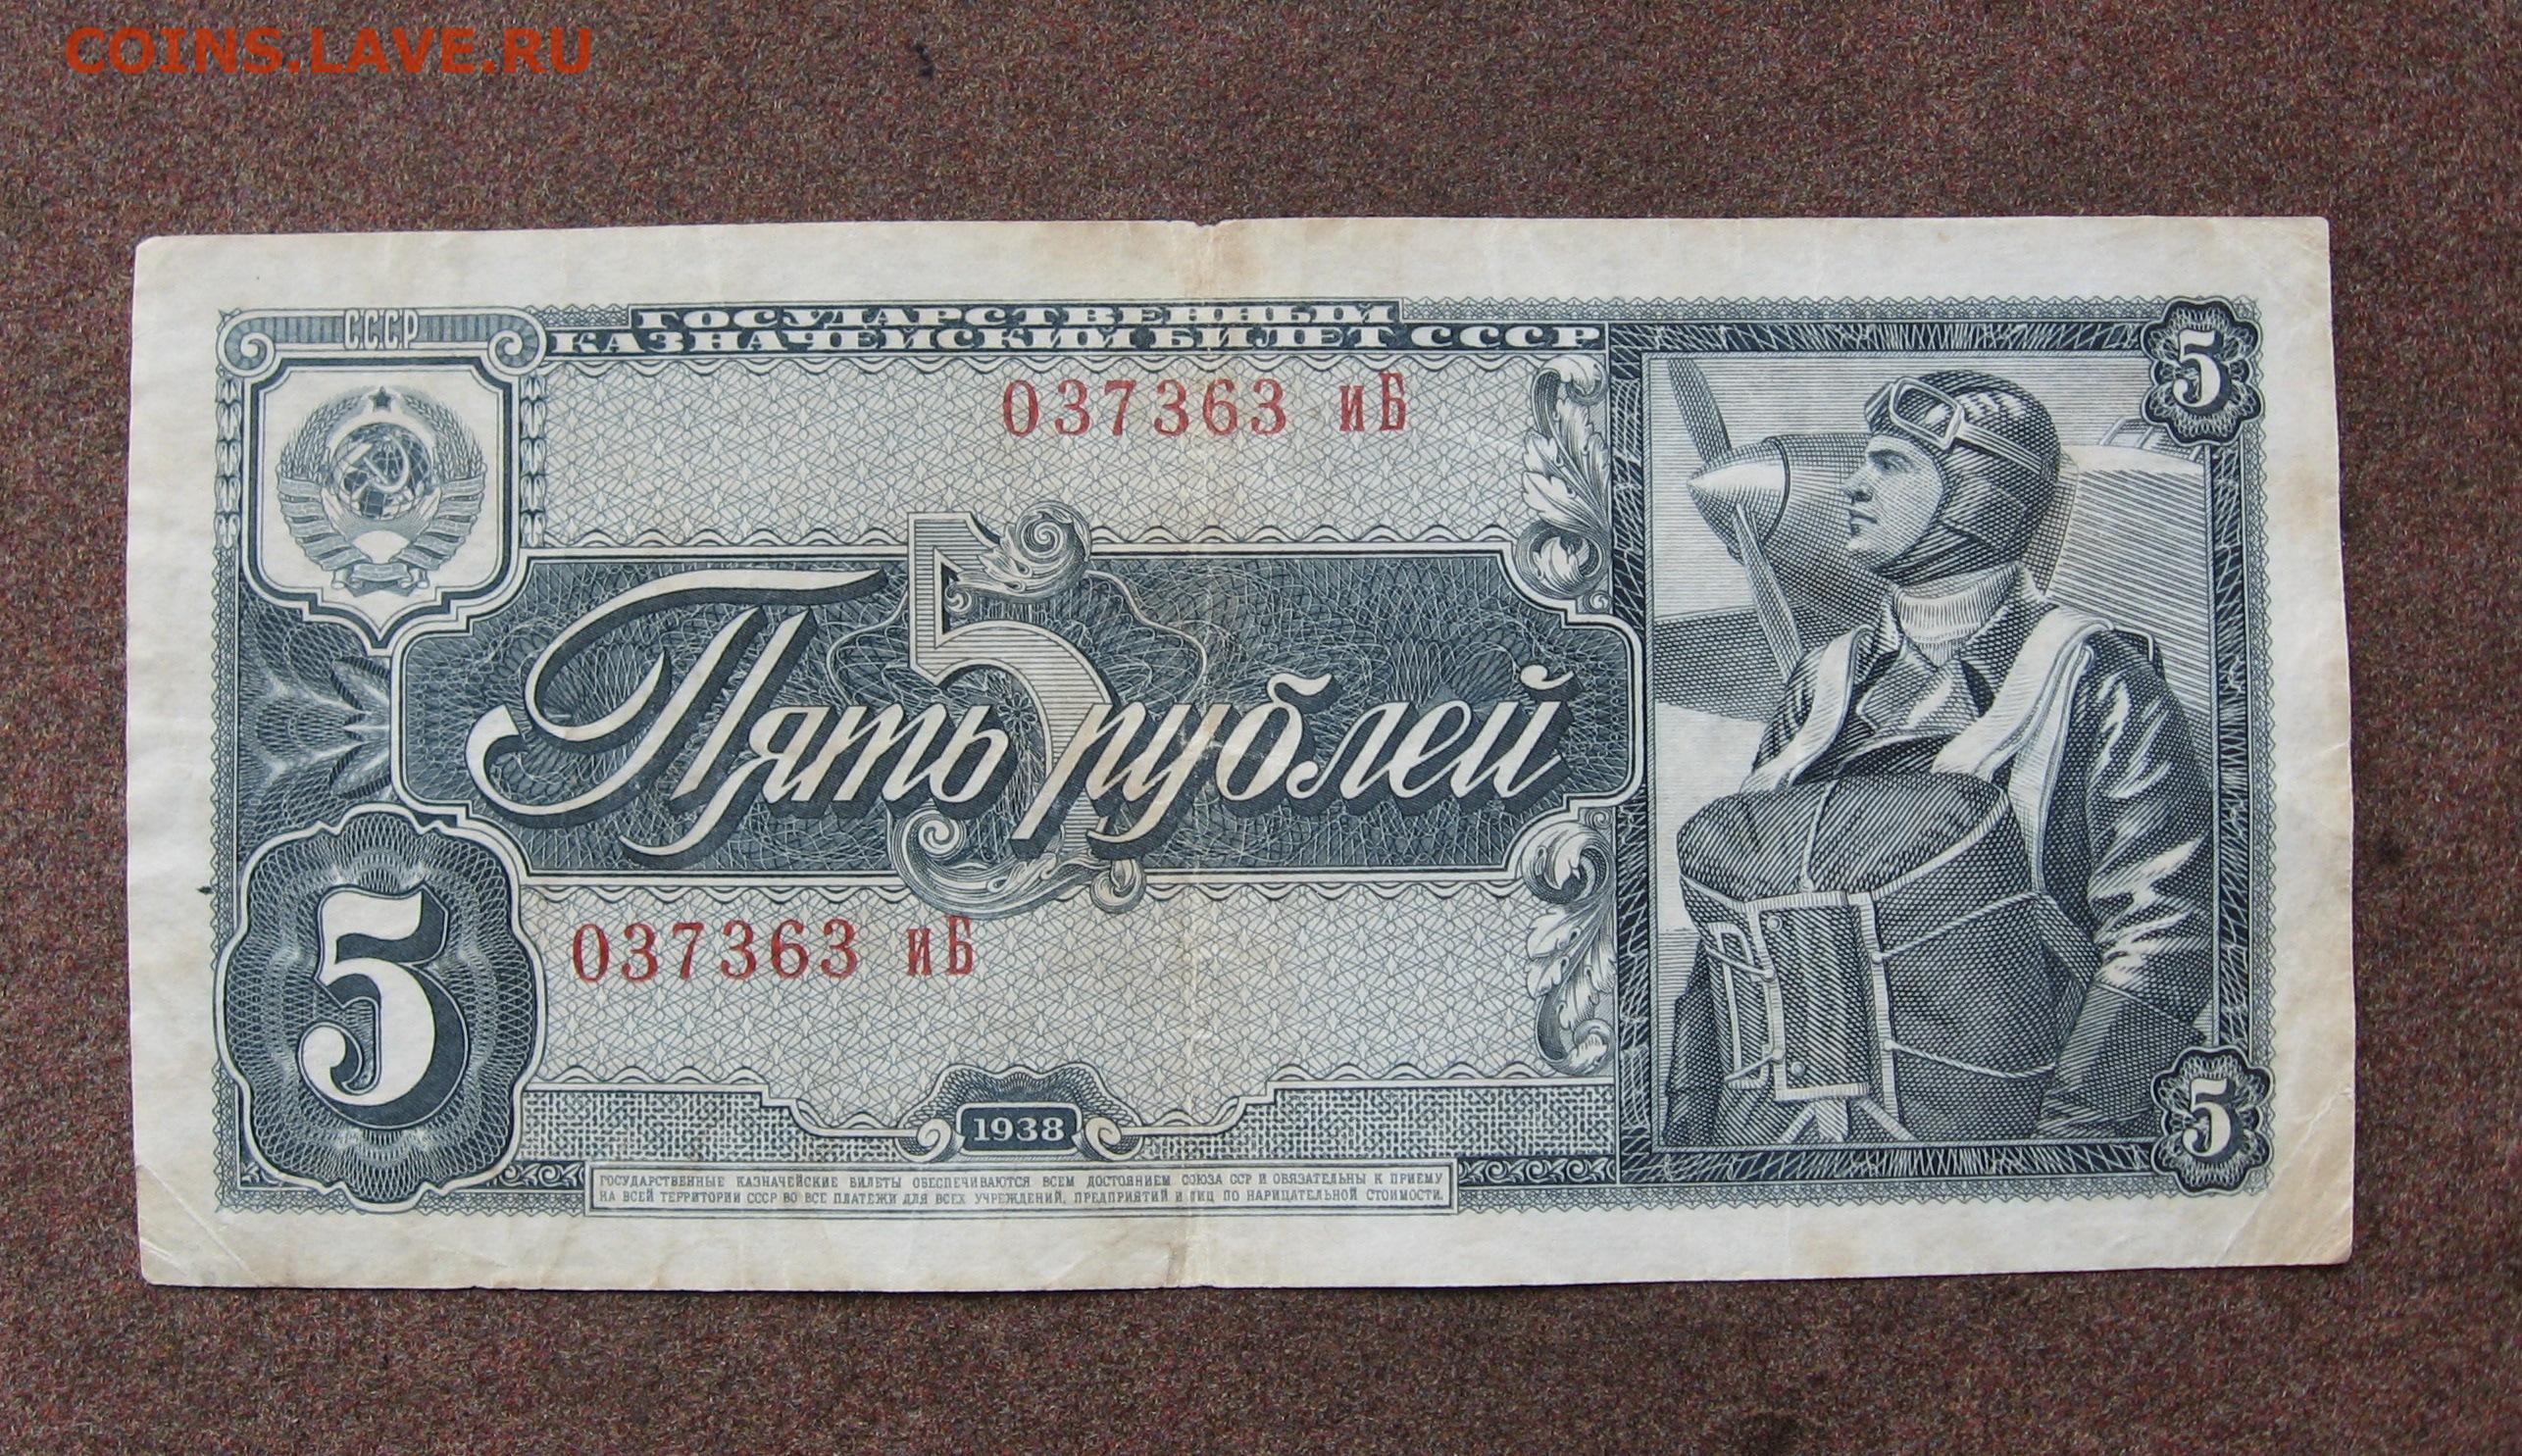 COINS.LAVE.RU
СССР
ГОСУДАРСТВЕННЫЙ
КАЗНАЧЕЙСКИЙ БИЛЕТ СССР
5
037363 иБ
5
Пять рублей
5
037363 иБ
1938
5
ГОСУДАРСТВЕННЫЕ КАЗНАЧЕЙСКИЕ БИЛЕТЫ ОБЕСПЕЧИВАЮТСЯ ВСЕМ ДОСТОЯНИЕМ СОЮЗА ССР И ОБЯЗАТЕЛЬНЫ К ПРИЕМУ
НА ВСЕЙ ТЕРРИТОРИИ СССР ВО ВСЕ ПЛАТЕЖИ ДЛЯ ВСЕХ УЧРЕЖДЕНИЙ, ПРЕДПРИЯТИЙ И ЛИЦ ПО НАРИЦАТЕЛЬНОЙ СТОИМОСТИ.